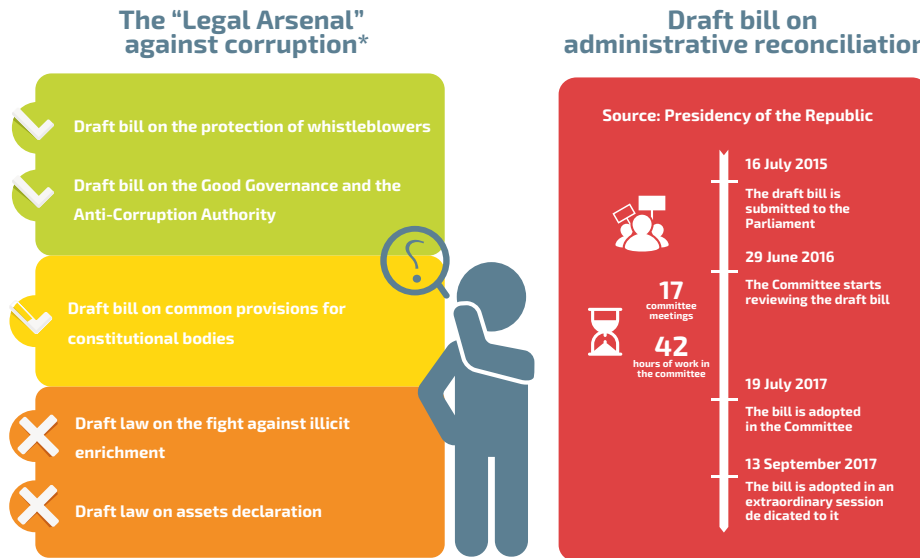 The “Legal Arsenal”
against corruption*
Draft bill on the protection of whistleblowers
Draft bill on the Good Governance and the
Anti-Corruption Authority
Draft bill on common provisions for
constitutional bodies
Draft law on the fight against illicit
enrichment
Draft law on assets declaration
Draft bill on
administrative reconciliation
Source: Presidency of the Republic
16 July 2015
The draft bill is
submitted to the
Parliament
29 June 2016
The Committee starts
reviewing the draft bill
17
committee
meetings
42
hours of work in
the committee
19 July 2017
The bill is adopted
in the Committee
13 September 2017
The bill is adopted in an
extraordinary session
de dicated to it